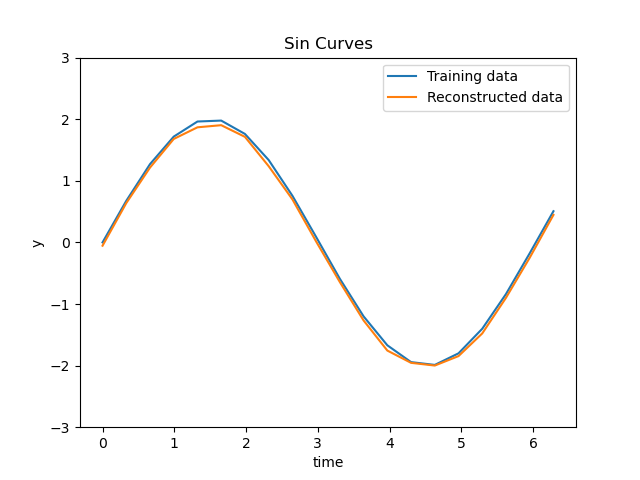 Sin Curves
Training data
Reconstructed data
3
2
1
0
−1
−2
−3
y
0 1 2 3 4 5 6
time